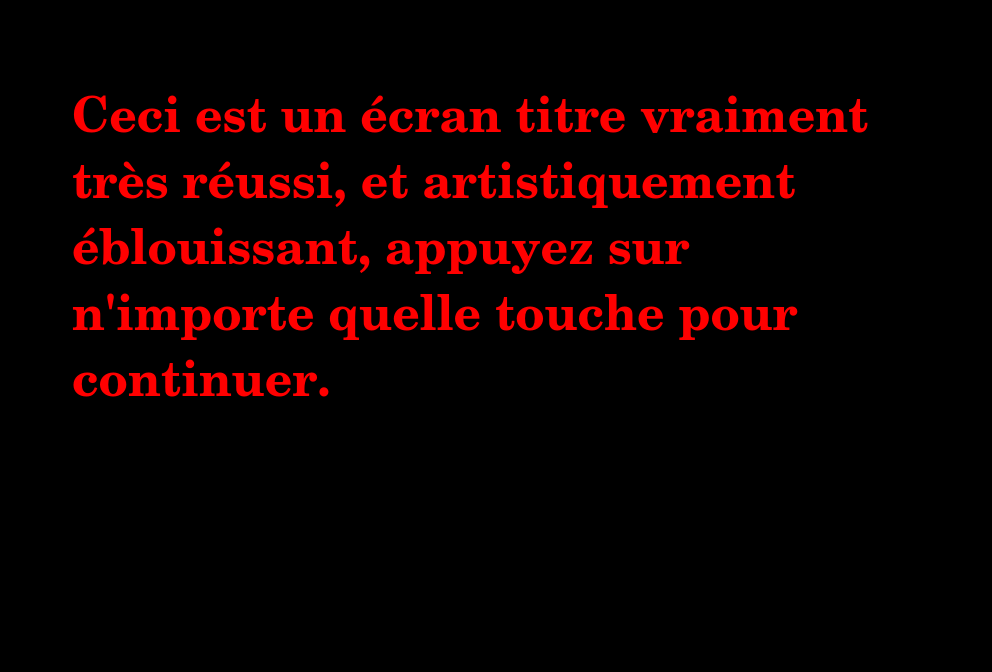 Ceci est un écran titre vraiment
très réussi, et artistiquement
éblouissant, appuyez sur
n'importe quelle touche pour
continuer.